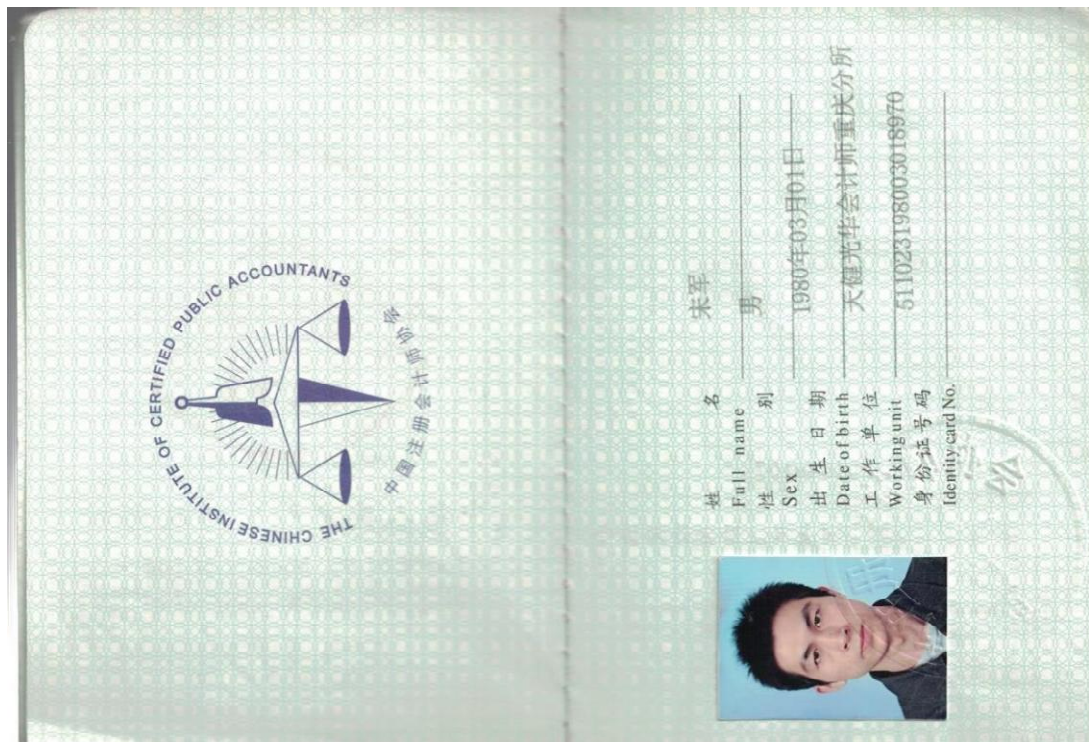 THE CHINESE INSTITUTE OF CERTIFIED PUBLIC ACCOUNTANTS
中国注册会计师协会
姓 名 宋军
Full name
性 别 男
Sex
出 生 日 期 1980年03月01日
Date of birth
工 作 单 位 天健光华会计师重庆分所
Working unit
身 份 证 号 码 511023198003018970
Identity card No.